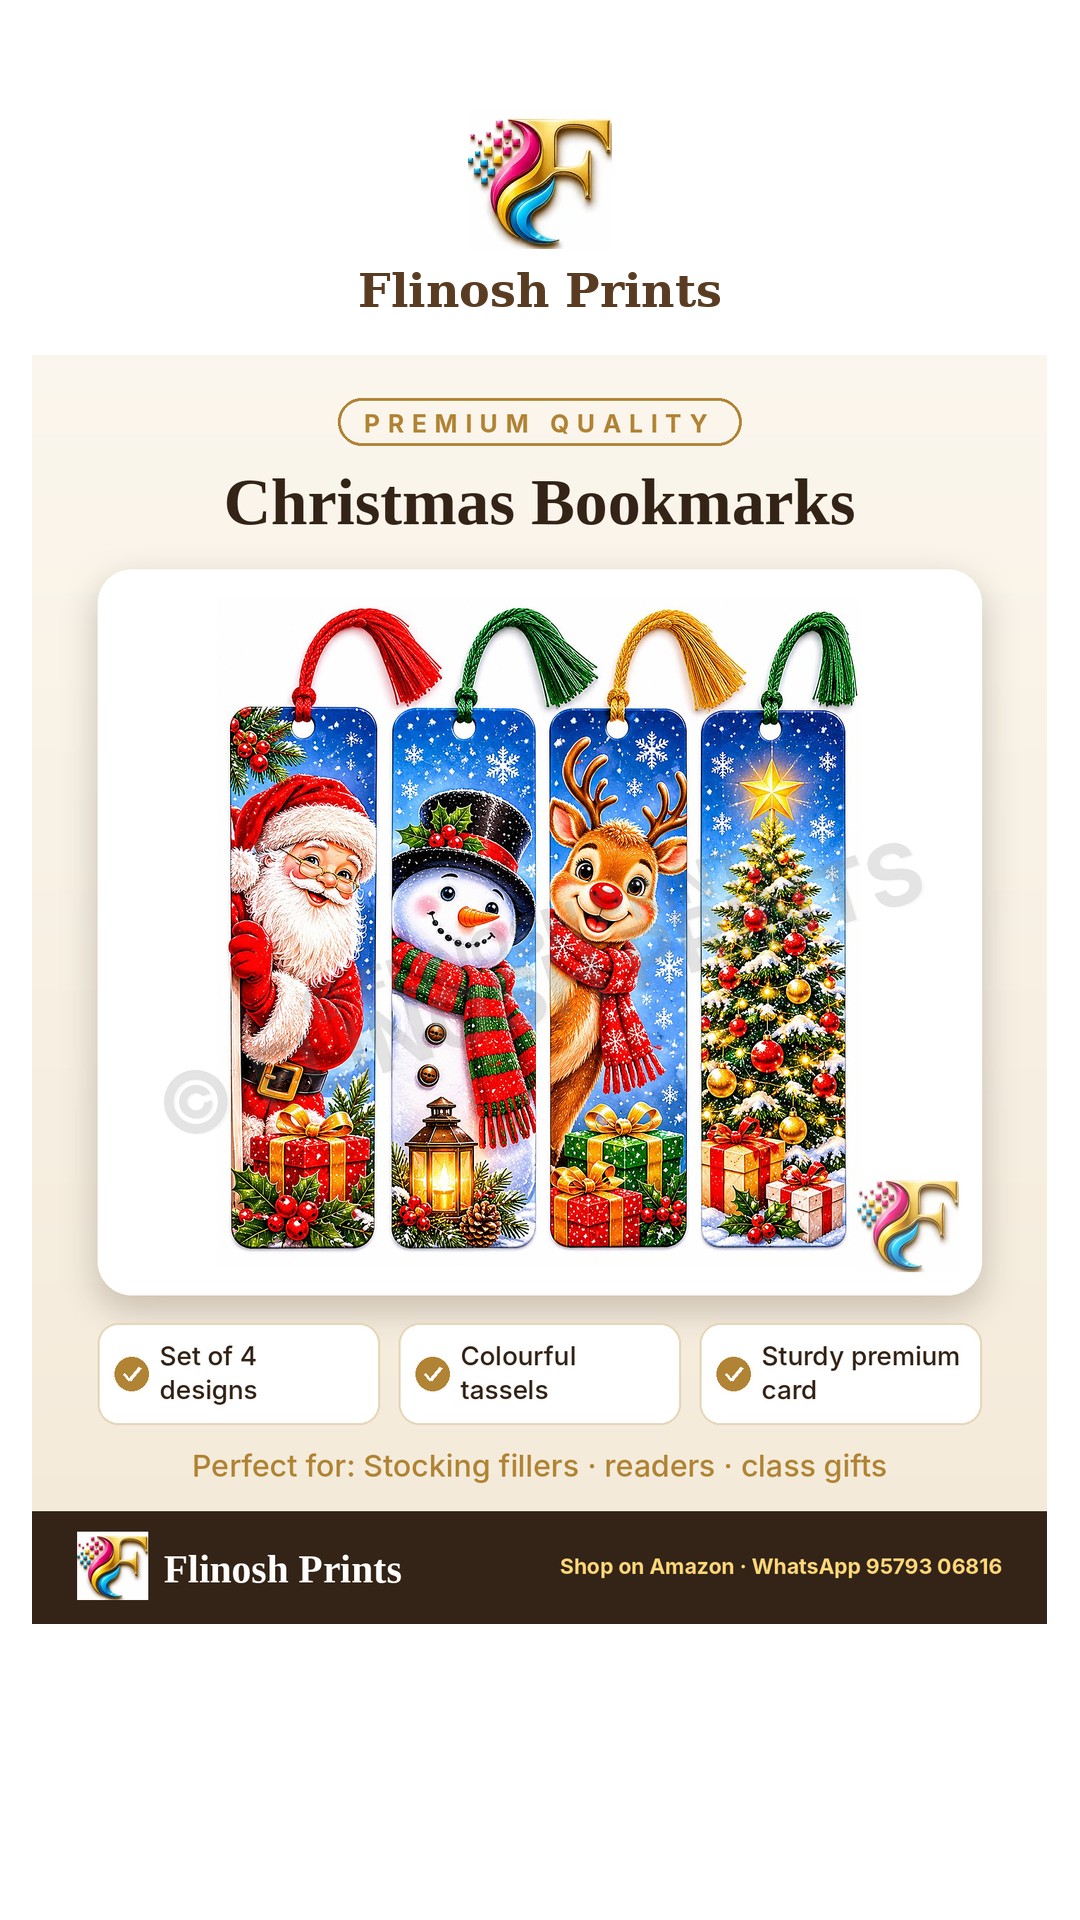 Flinosh Prints
PREMIUM QUALITY
Christmas Bookmarks
Set of 4
designs
Colourful
tassels
Sturdy premium
card
Perfect for: Stocking fillers · readers · class gifts
Flinosh Prints
Shop on Amazon · WhatsApp 95793 06816